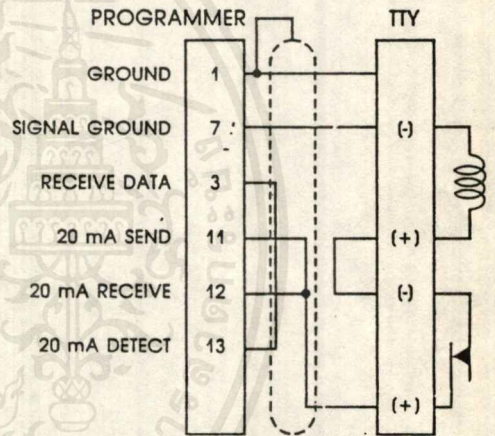 PROGRAMMER TTY
GROUND 1
SIGNAL GROUND 7 (-)
RECEIVE DATA 3
20 mA SEND 11 (+)
20 mA RECEIVE 12 (-)
20 mA DETECT 13
(+)